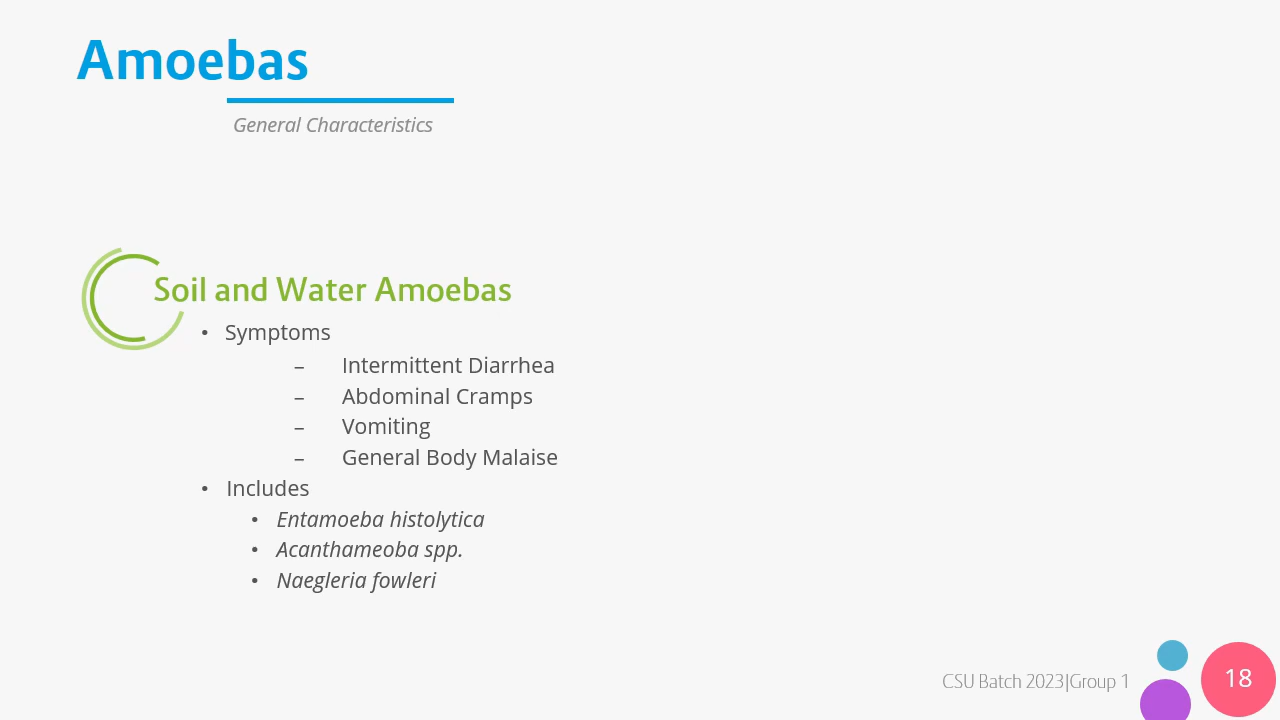 Amoebas
General Characteristics
Soil and Water Amoebas
• Symptoms
– Intermittent Diarrhea
– Abdominal Cramps
– Vomiting
– General Body Malaise
• Includes
• Entamoeba histolytica
• Acanthameoba spp.
• Naegleria fowleri
CSU Batch 2023|Group 1
18